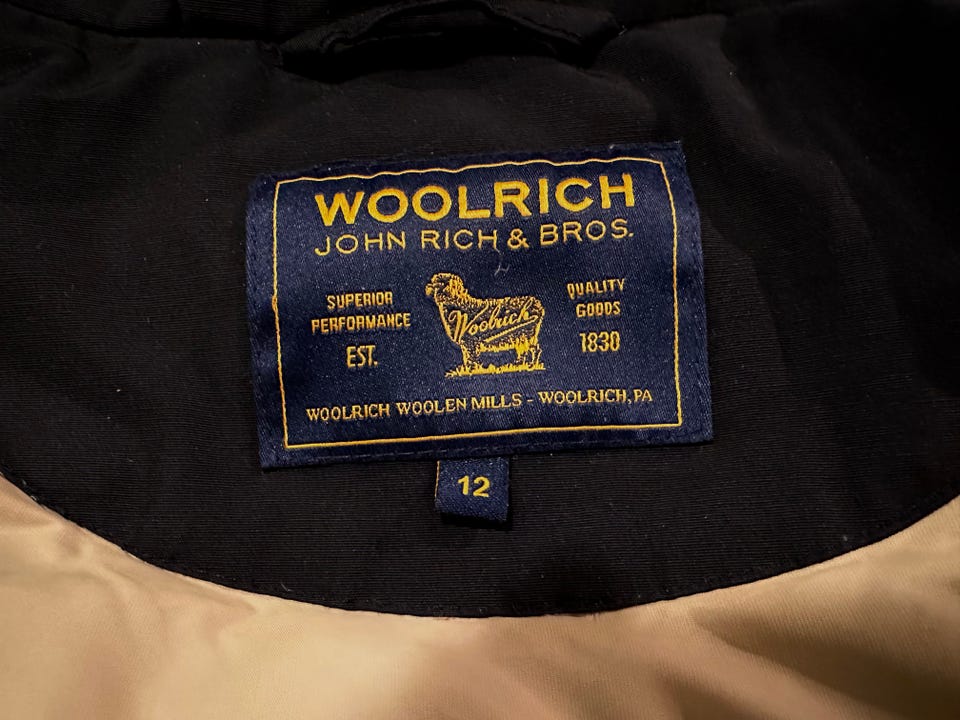 WOOLRICH
JOHN RICH & BROS.
SUPERIOR
PERFORMANCE
EST.
Woolrich
QUALITY
GOODS
1830
WOOLRICH WOOLEN MILLS - WOOLRICH, PA
12